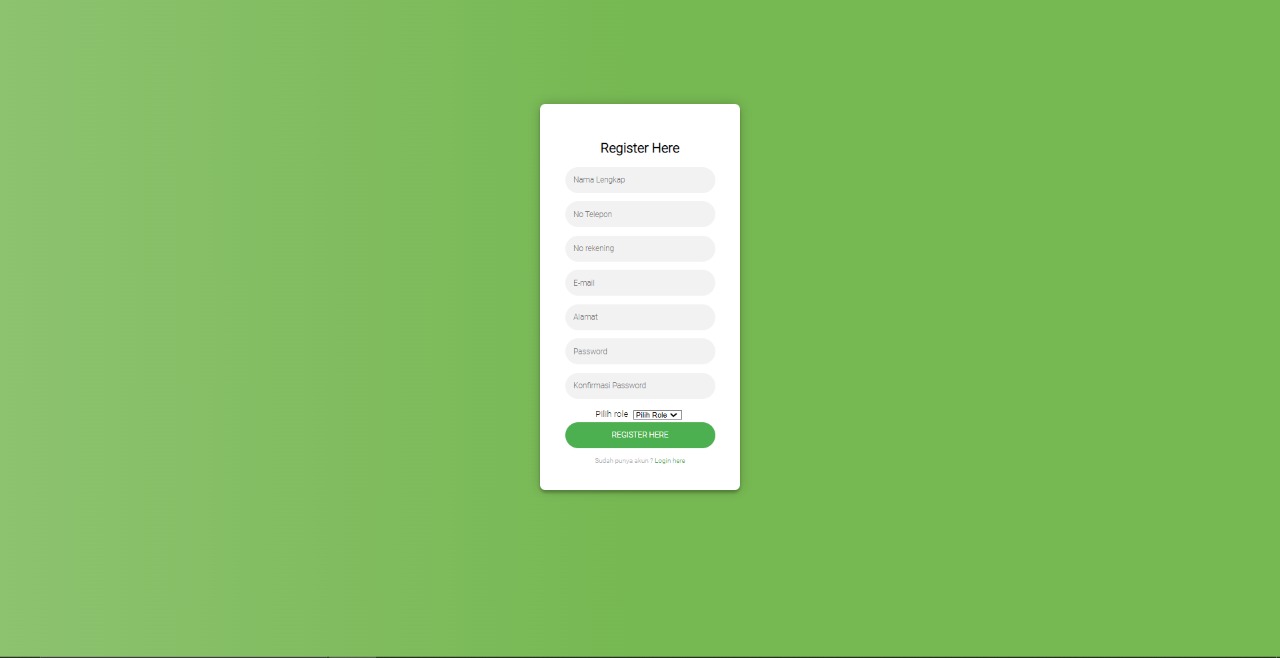 Register Here
Nama Lengkap
No Telepon
No rekening
E-mail
Alamat
Password
Konfirmasi Password
Pilih role Pilih Role
REGISTER HERE
Sudah punya akun ? Login here